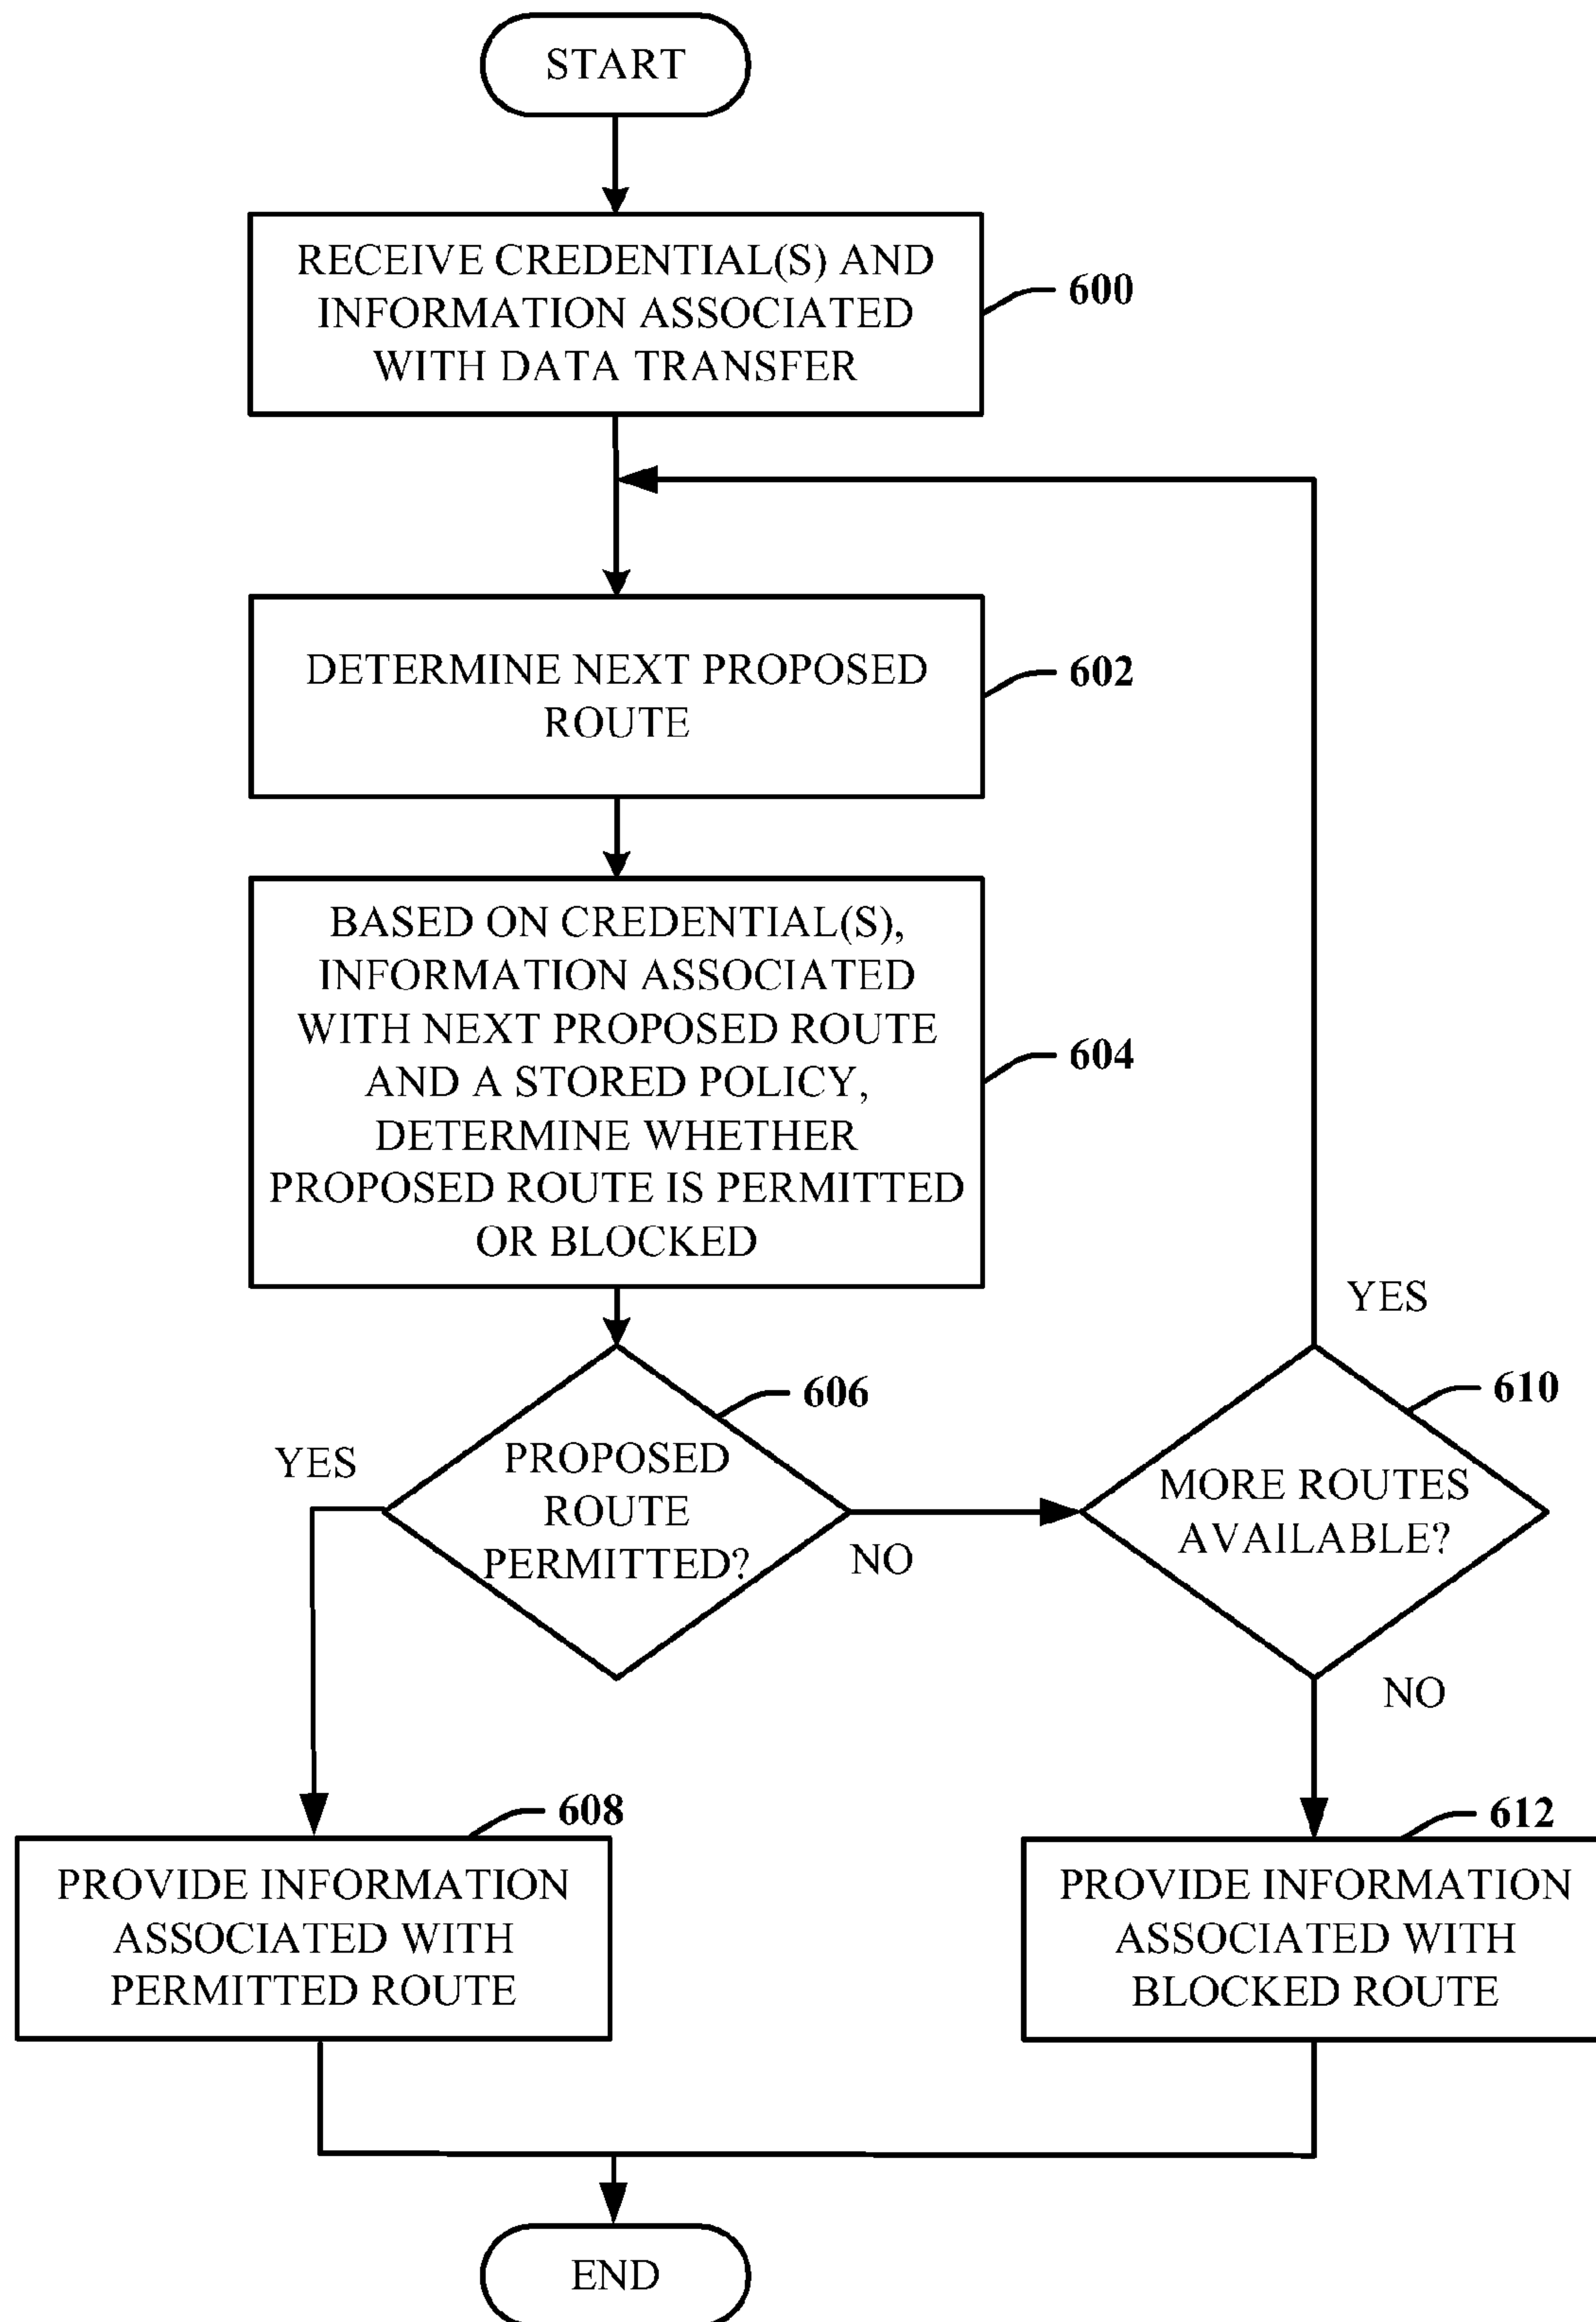 START
RECEIVE CREDENTIAL(S) AND
INFORMATION ASSOCIATED
WITH DATA TRANSFER
600
DETERMINE NEXT PROPOSED
ROUTE
602
BASED ON CREDENTIAL(S),
INFORMATION ASSOCIATED
WITH NEXT PROPOSED ROUTE
AND A STORED POLICY,
DETERMINE WHETHER
PROPOSED ROUTE IS PERMITTED
OR BLOCKED
604
YES
606
610
YES
PROPOSED
ROUTE
PERMITTED?
NO
MORE ROUTES
AVAILABLE?
NO
608
612
PROVIDE INFORMATION
ASSOCIATED WITH
PERMITTED ROUTE
PROVIDE INFORMATION
ASSOCIATED WITH
BLOCKED ROUTE
END